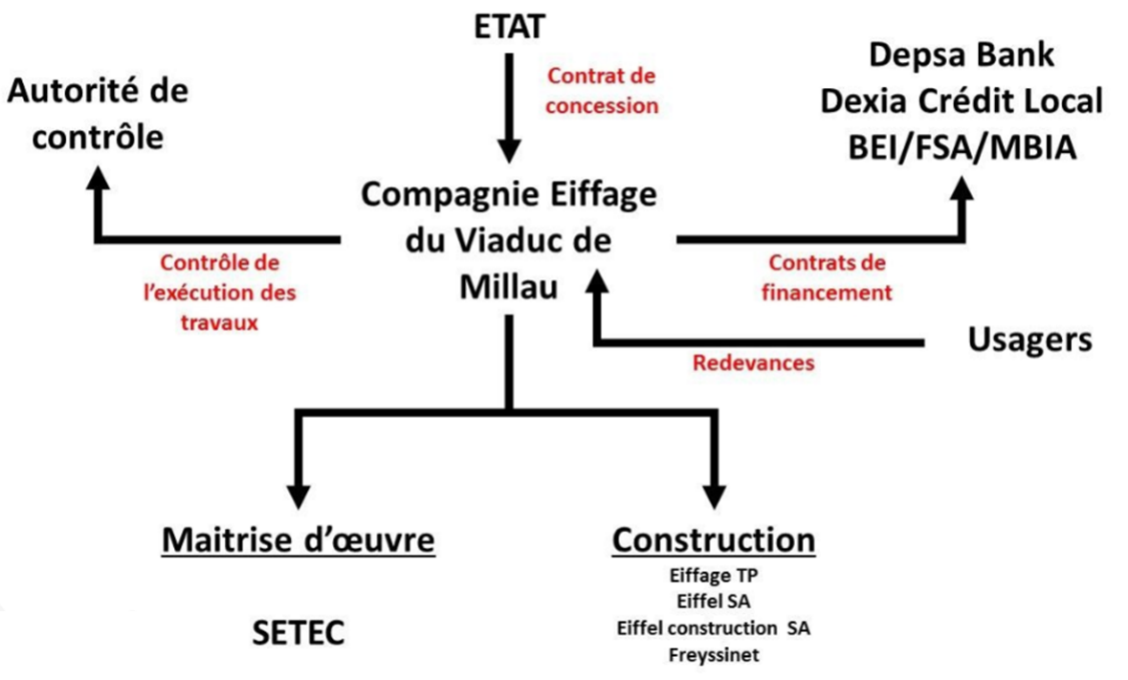 ETAT
Contrat de
concession
Autorité de
contrôle
Depsa Bank
Dexia Crédit Local
BEI/FSA/MBIA
Compagnie Eiffage
du Viaduc de
Millau
Contrôle de
l'exécution des
travaux
Contrats de
financement
Usagers
Redevances
Maitrise d'œuvre
SETEC
Construction
Eiffage TP
Eiffel SA
Eiffel construction SA
Freyssinet